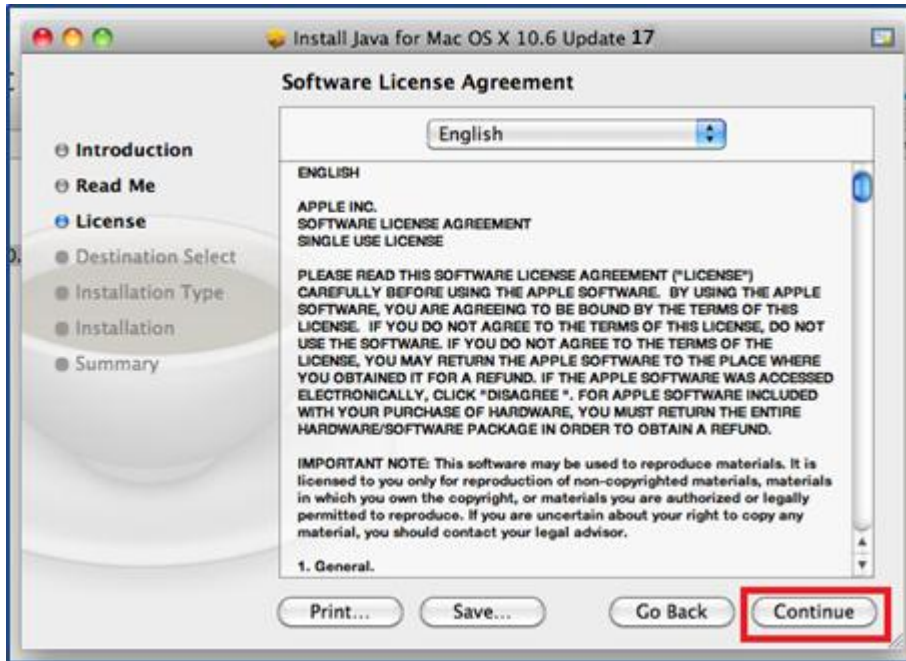 Install Java for Mac OS X 10.6 Update 17
Software License Agreement
English
Introduction
Read Me
License
Destination Select
Installation Type
Installation
Summary
ENGLISH
APPLE INC.
SOFTWARE LICENSE AGREEMENT
SINGLE USE LICENSE
PLEASE READ THIS SOFTWARE LICENSE AGREEMENT ("LICENSE")
CAREFULLY BEFORE USING THE APPLE SOFTWARE.  BY USING THE APPLE
SOFTWARE, YOU ARE AGREEING TO BE BOUND BY THE TERMS OF THIS
LICENSE.  IF YOU DO NOT AGREE TO THE TERMS OF THIS LICENSE, DO NOT
USE THE SOFTWARE. IF YOU DO NOT AGREE TO THE TERMS OF THE
LICENSE, YOU MAY RETURN THE APPLE SOFTWARE TO THE PLACE WHERE
YOU OBTAINED IT FOR A REFUND. IF THE APPLE SOFTWARE WAS ACCESSED
ELECTRONICALLY, CLICK "DISAGREE ". FOR APPLE SOFTWARE INCLUDED
WITH YOUR PURCHASE OF HARDWARE, YOU MUST RETURN THE ENTIRE
HARDWARE/SOFTWARE PACKAGE IN ORDER TO OBTAIN A REFUND.
IMPORTANT NOTE: This software may be used to reproduce materials. It is
licensed to you only for reproduction of non-copyrighted materials, materials
in which you own the copyright, or materials you are authorized or legally
permitted to reproduce. If you are uncertain about your right to copy any
material, you should contact your legal advisor.
1. General.
Print... Save... Go Back Continue